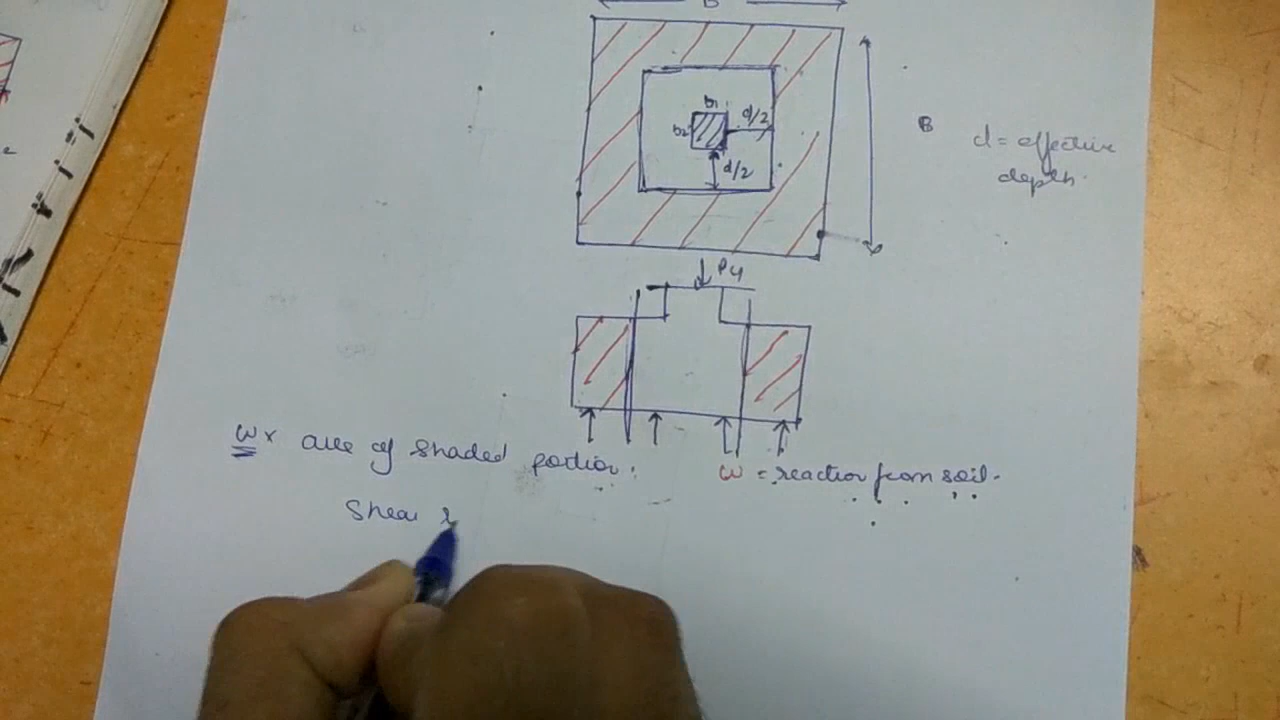 B
b1
b2
d/2
d/2
B
d = effective
depth.
Pu
w x area of shaded portion.
w = reaction from soil.
Shear